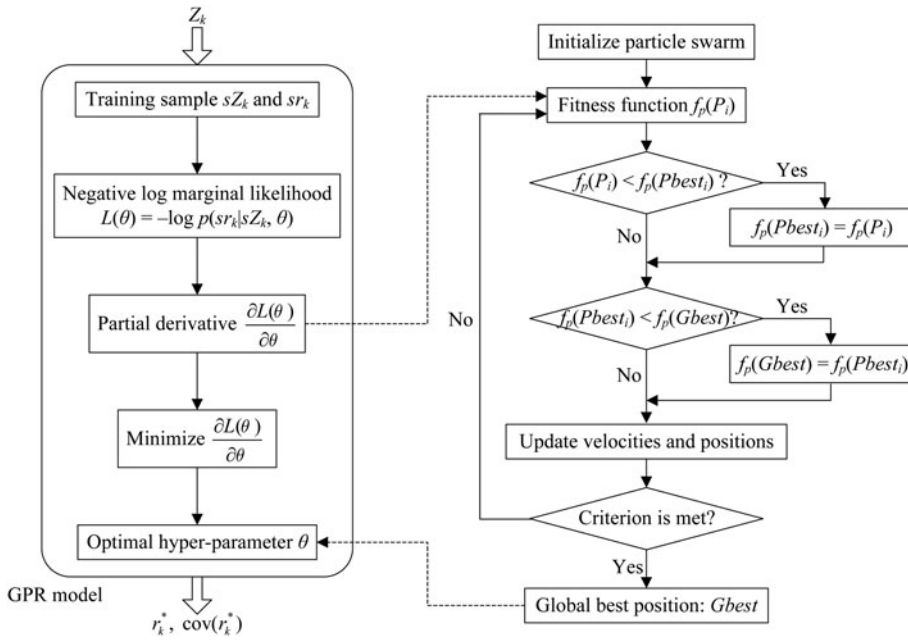 Z_k
Training sample sZ_k and sr_k
Negative log marginal likelihood
L(θ) = –log p(sr_k|sZ_k, θ)
Partial derivative ∂L(θ)/∂θ
Minimize ∂L(θ)/∂θ
Optimal hyper-parameter θ
GPR model
r_k^*, cov(r_k^*)
Initialize particle swarm
Fitness function f_p(P_i)
f_p(P_i) < f_p(Pbest_i) ?
Yes
f_p(Pbest_i) = f_p(P_i)
No
f_p(Pbest_i) < f_p(Gbest)?
Yes
f_p(Gbest) = f_p(Pbest_i)
No
Update velocities and positions
Criterion is met?
No
Yes
Global best position: Gbest